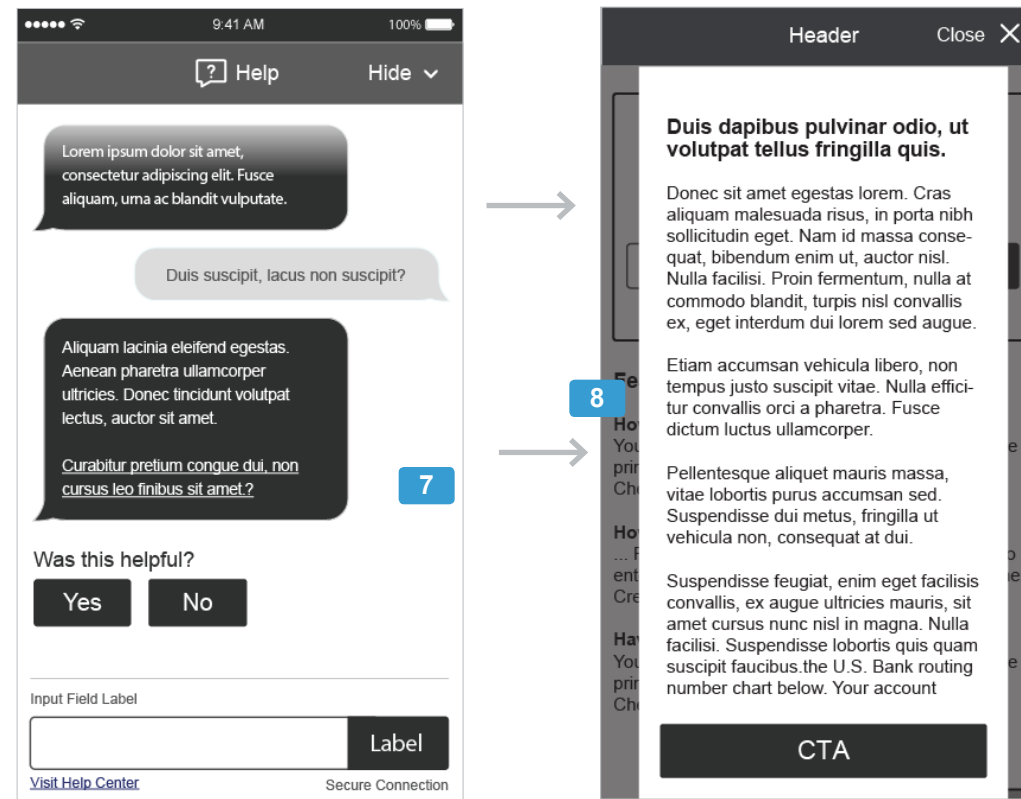 9:41 AM
100%
? Help
Hide
Lorem ipsum dolor sit amet,
consectetur adipiscing elit. Fusce
aliquam, urna ac blandit vulputate.
Duis suscipit, lacus non suscipit?
Aliquam lacinia eleifend egestas.
Aenean pharetra ullamcorper
ultricies. Donec tincidunt volutpat
lectus, auctor sit amet.
Curabitur pretium congue dui, non
cursus leo finibus sit amet.?
7
Was this helpful?
Yes
No
Input Field Label
Label
Visit Help Center
Secure Connection
Header
Close
Duis dapibus pulvinar odio, ut
volutpat tellus fringilla quis.
Donec sit amet egestas lorem. Cras
aliquam malesuada risus, in porta nibh
sollicitudin eget. Nam id massa conse-
quat, bibendum enim ut, auctor nisl.
Nulla facilisi. Proin fermentum, nulla at
commodo blandit, turpis nisl convallis
ex, eget interdum dui lorem sed augue.
Etiam accumsan vehicula libero, non
tempus justo suscipit vitae. Nulla effici-
tur convallis orci a pharetra. Fusce
dictum luctus ullamcorper.
Pellentesque aliquet mauris massa,
vitae lobortis purus accumsan sed.
Suspendisse dui metus, fringilla ut
vehicula non, consequat at dui.
Suspendisse feugiat, enim eget facilisis
convallis, ex augue ultricies mauris, sit
amet cursus nunc nisl in magna. Nulla
facilisi. Suspendisse lobortis quis quam
suscipit faucibus.the U.S. Bank routing
number chart below. Your account
CTA
8